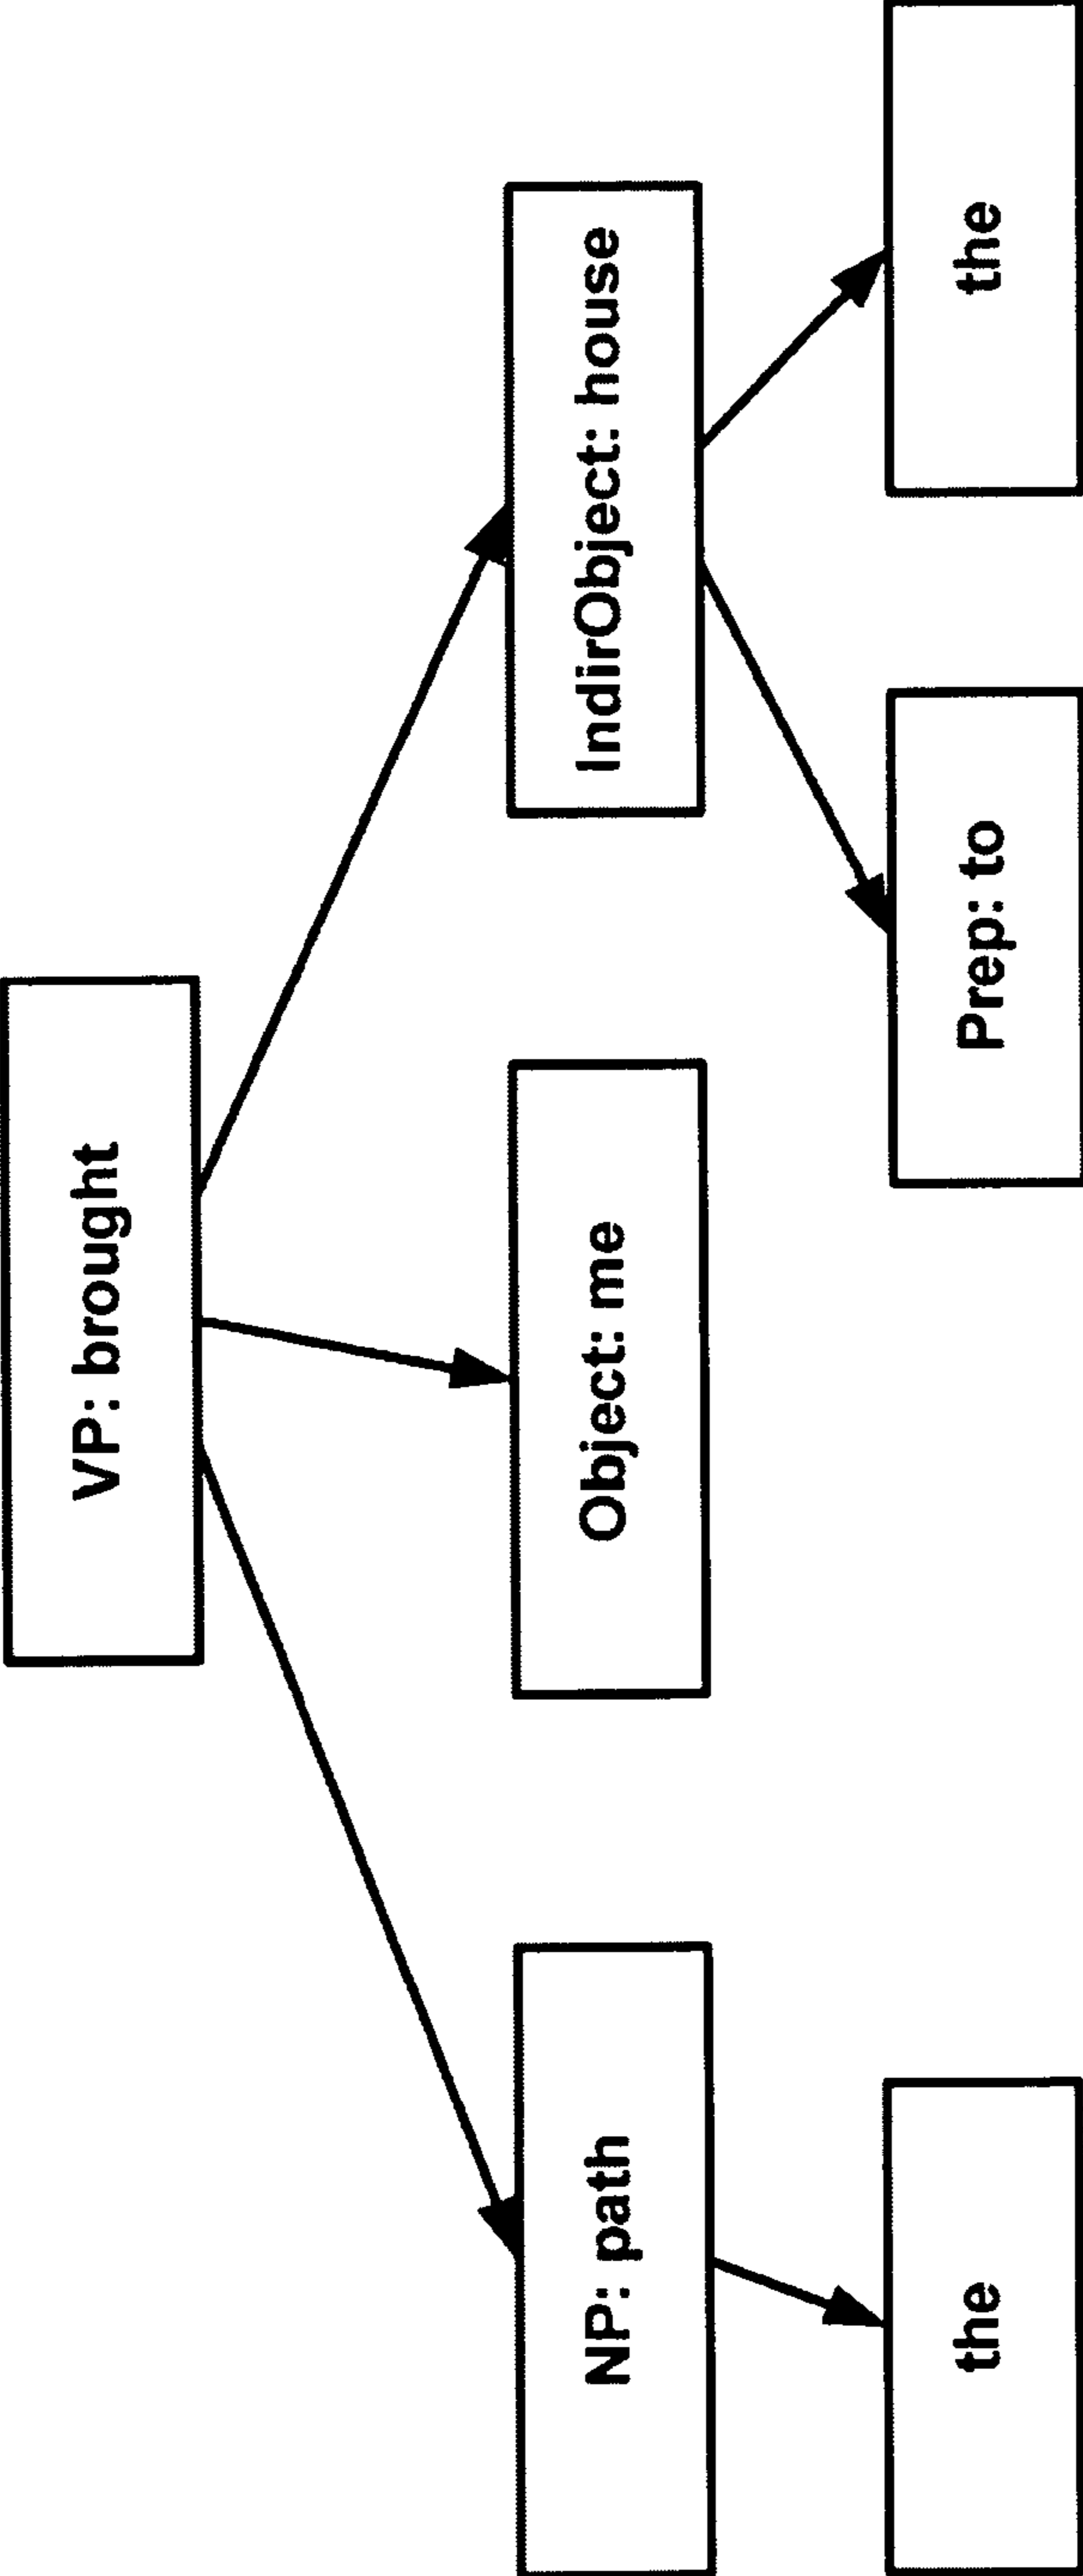 VP: brought
NP: path
Object: me
IndirObject: house
the
Prep: to
the